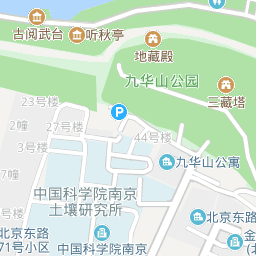 古阅武台
听秋亭
地藏殿
九华山公园
三藏塔
23号楼
2幢
27号楼
3号楼
P
44号楼
九华山公寓
中国科学院南京
土壤研究所
北京东路
71号小区
中国科学院南京
北京东路
金
(北